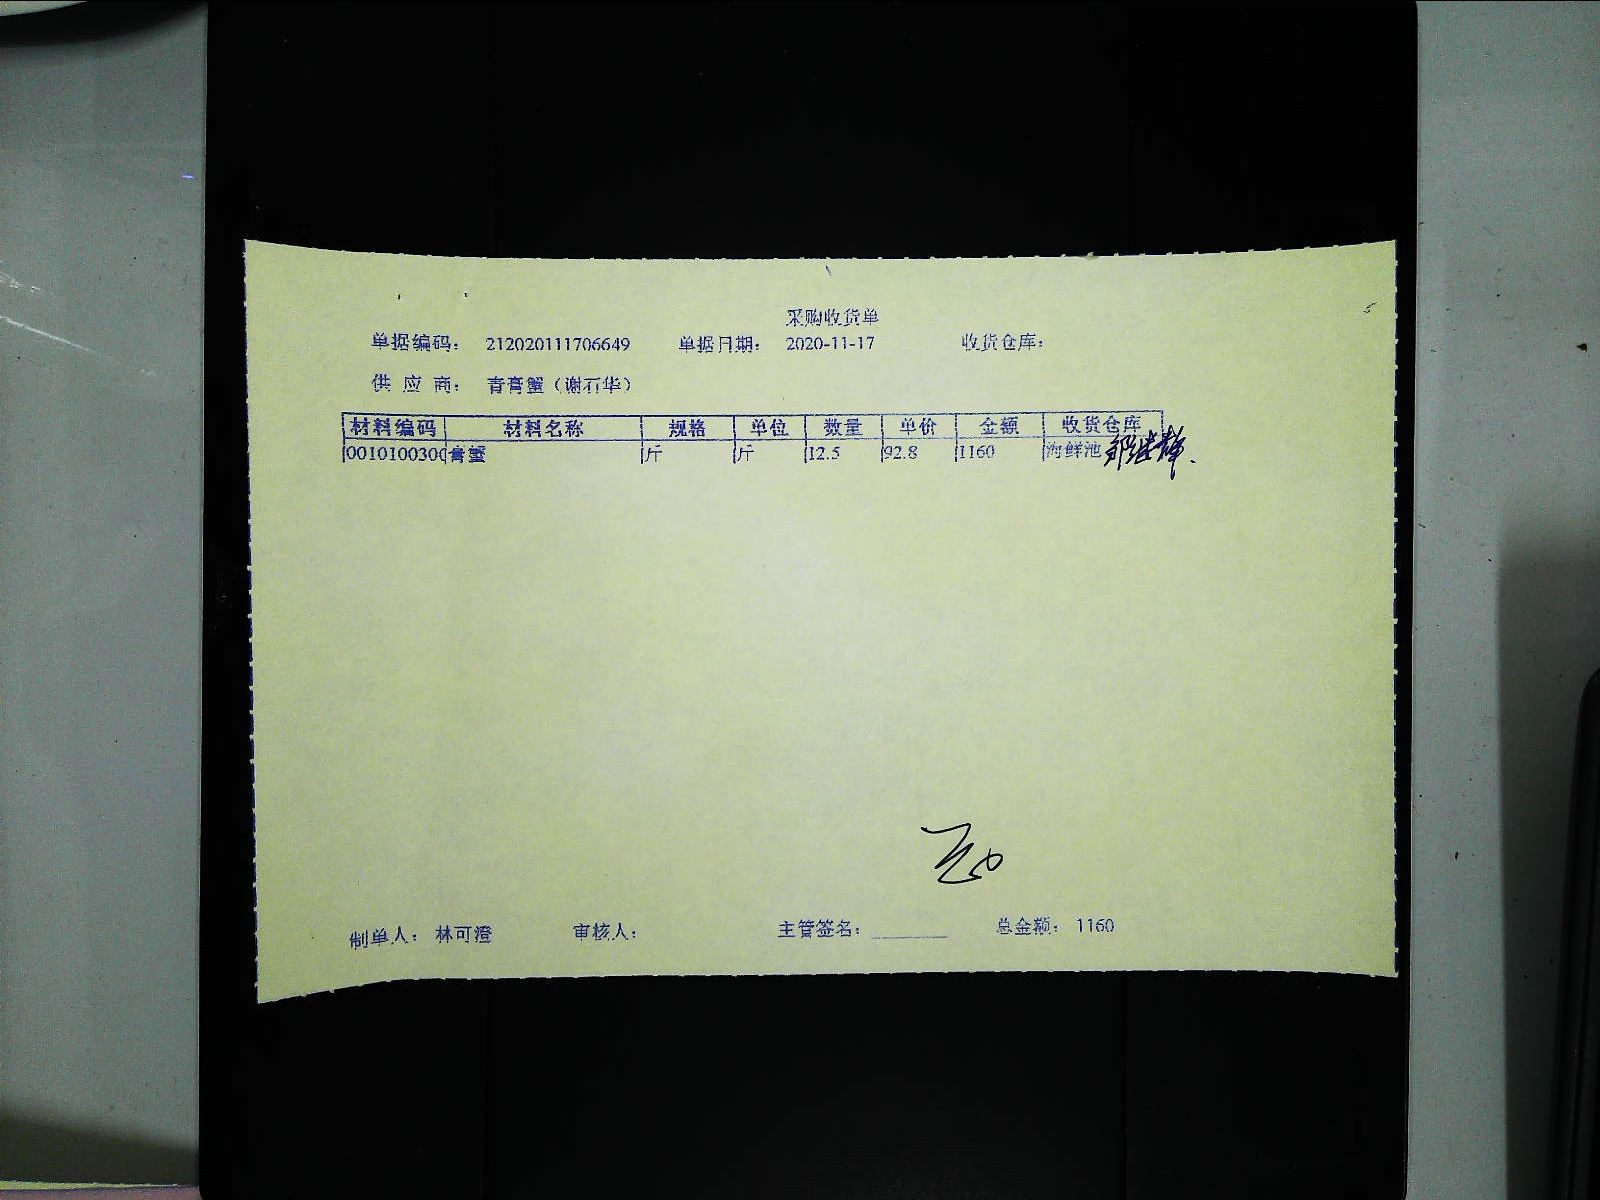 采购收货单
单据编码： 212020111706649 单据日期： 2020-11-17 收货仓库：
供 应 商： 青膏蟹（谢石华）
材料编码 材料名称 规格 单位 数量 单价 金额 收货仓库
0010100300 膏蟹 斤 斤 12.5 92.8 1160 海鲜池
制单人： 林可澄 审核人： 主管签名： 总金额： 1160